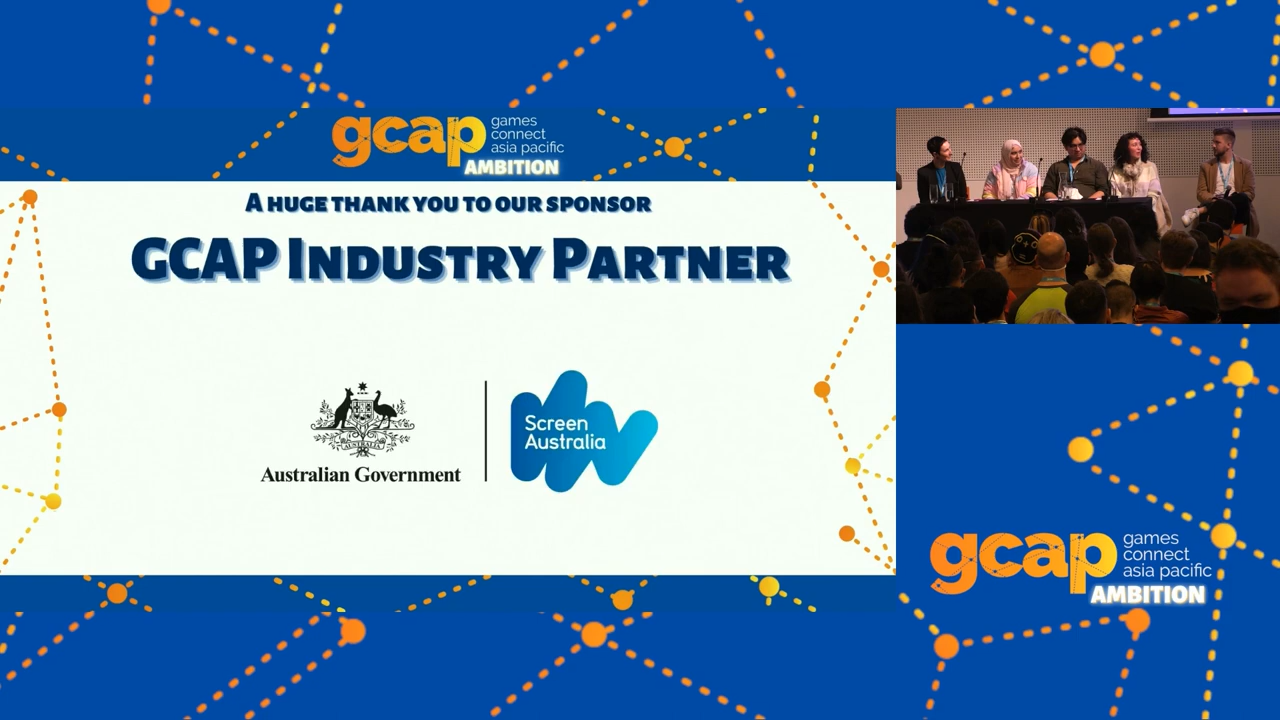 gcap
games
connect
asia pacific
AMBITION
A HUGE THANK YOU TO OUR SPONSOR
GCAP INDUSTRY PARTNER
Australian Government
Screen
Australia
gcap
games
connect
asia pacific
AMBITION